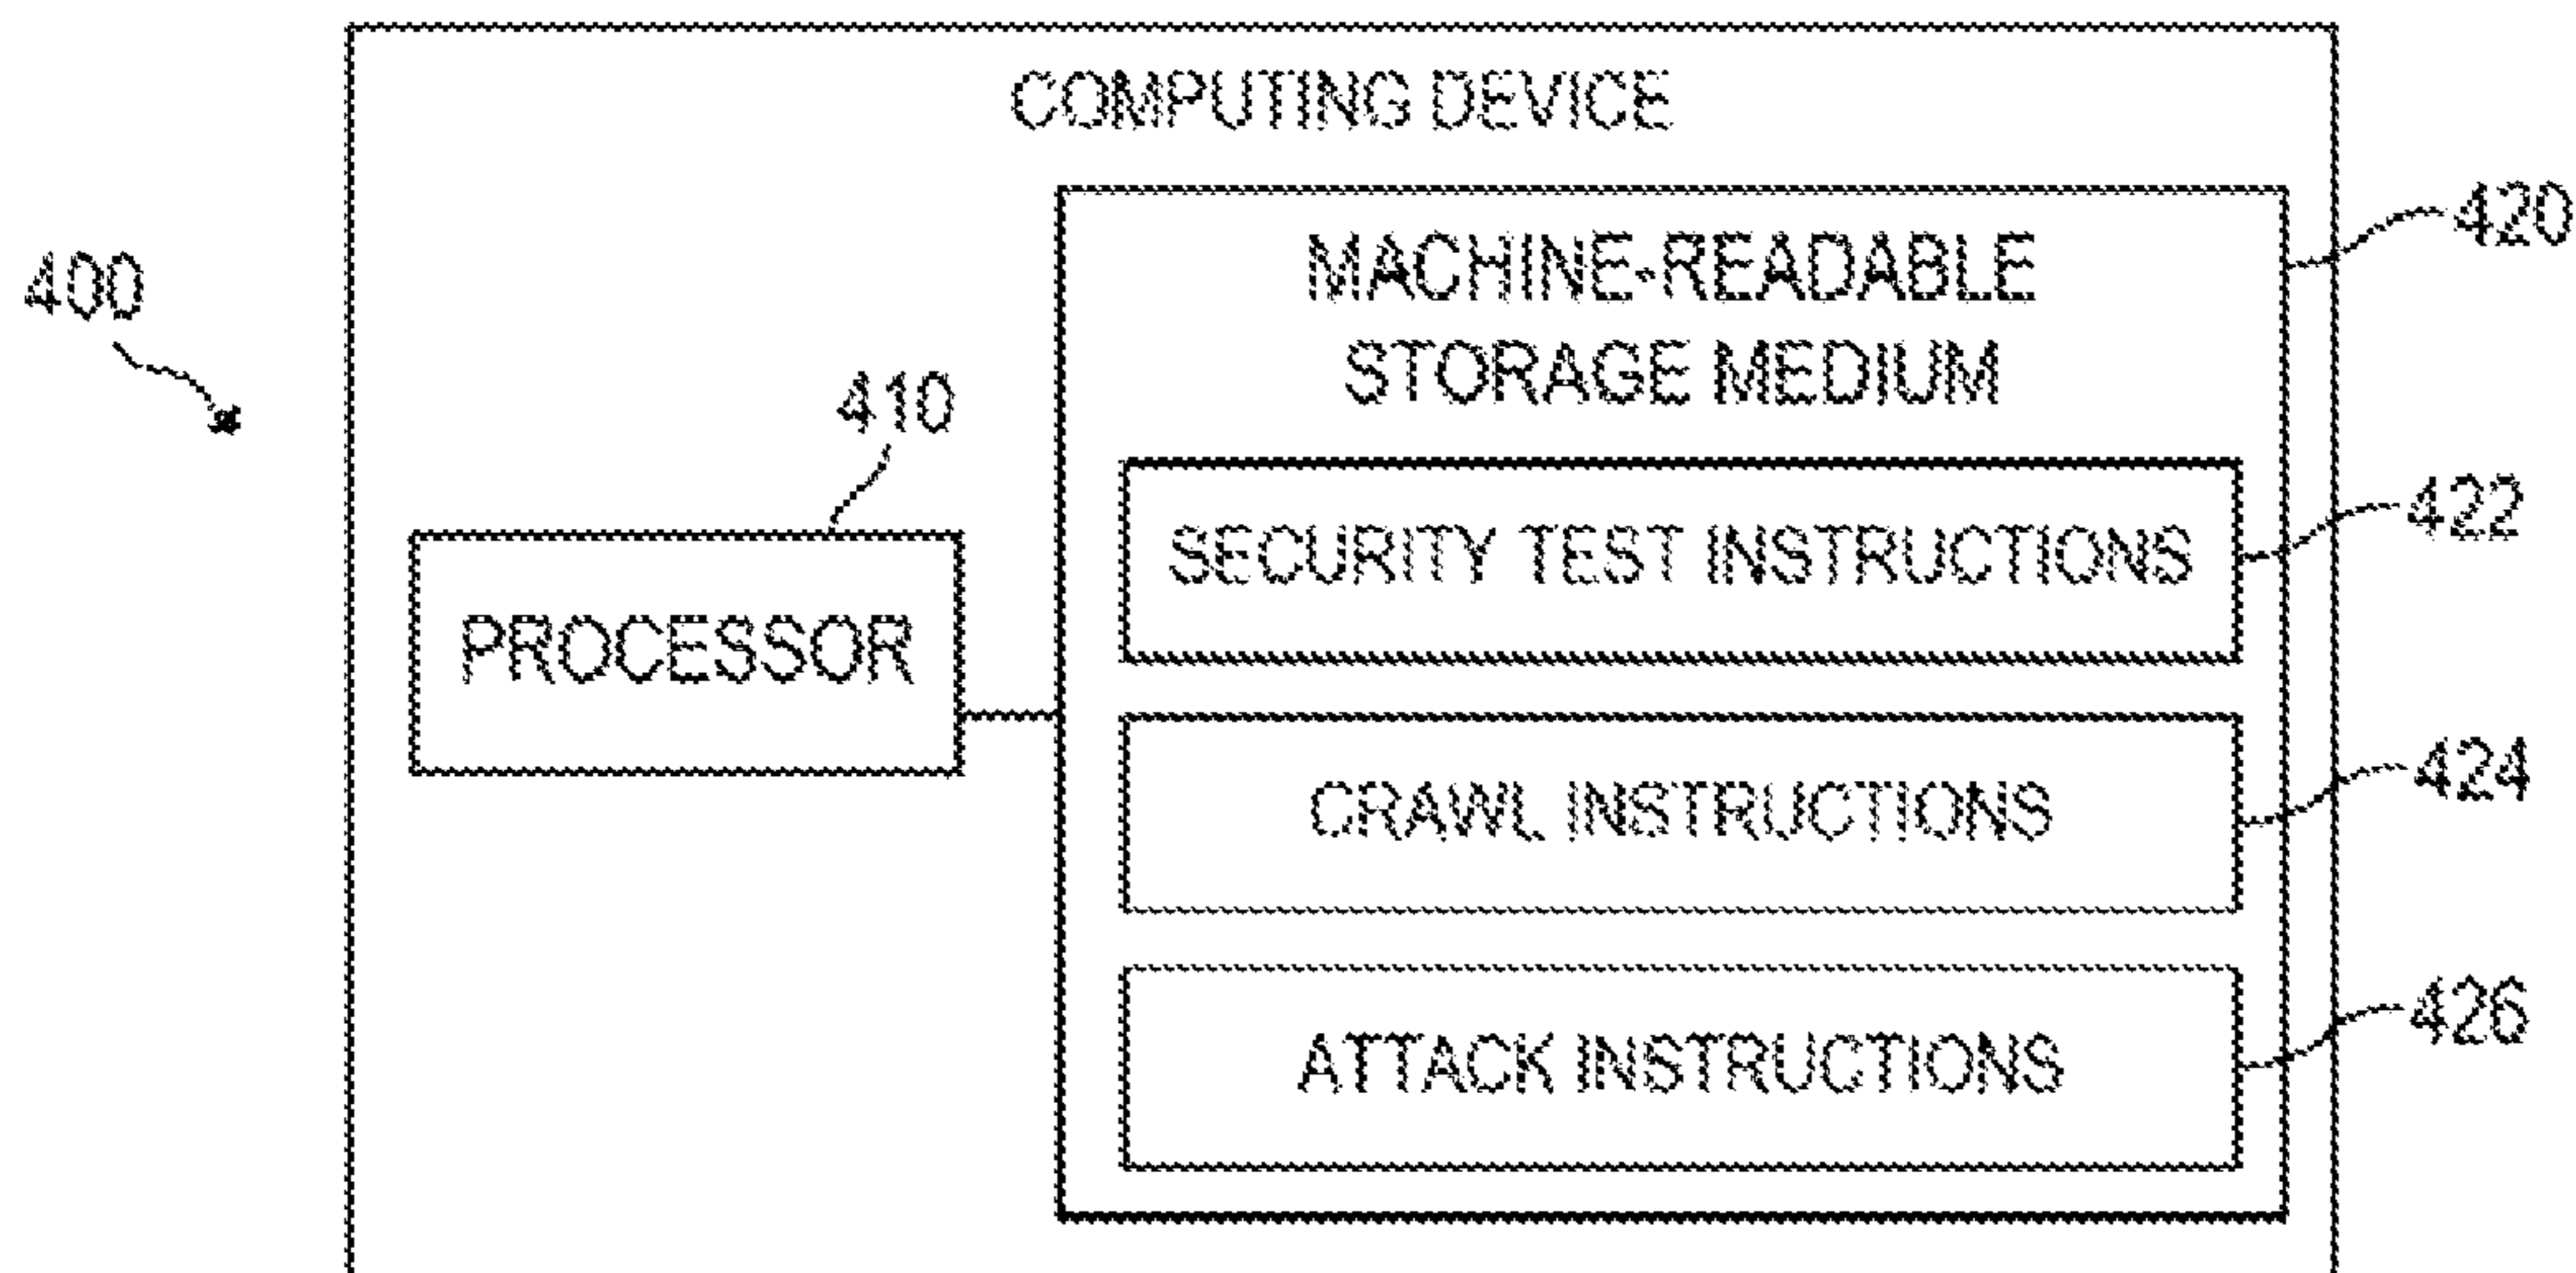 COMPUTING DEVICE
400
410
PROCESSOR
MACHINE-READABLE
STORAGE MEDIUM
420
SECURITY TEST INSTRUCTIONS
422
CRAWL INSTRUCTIONS
424
ATTACK INSTRUCTIONS
426